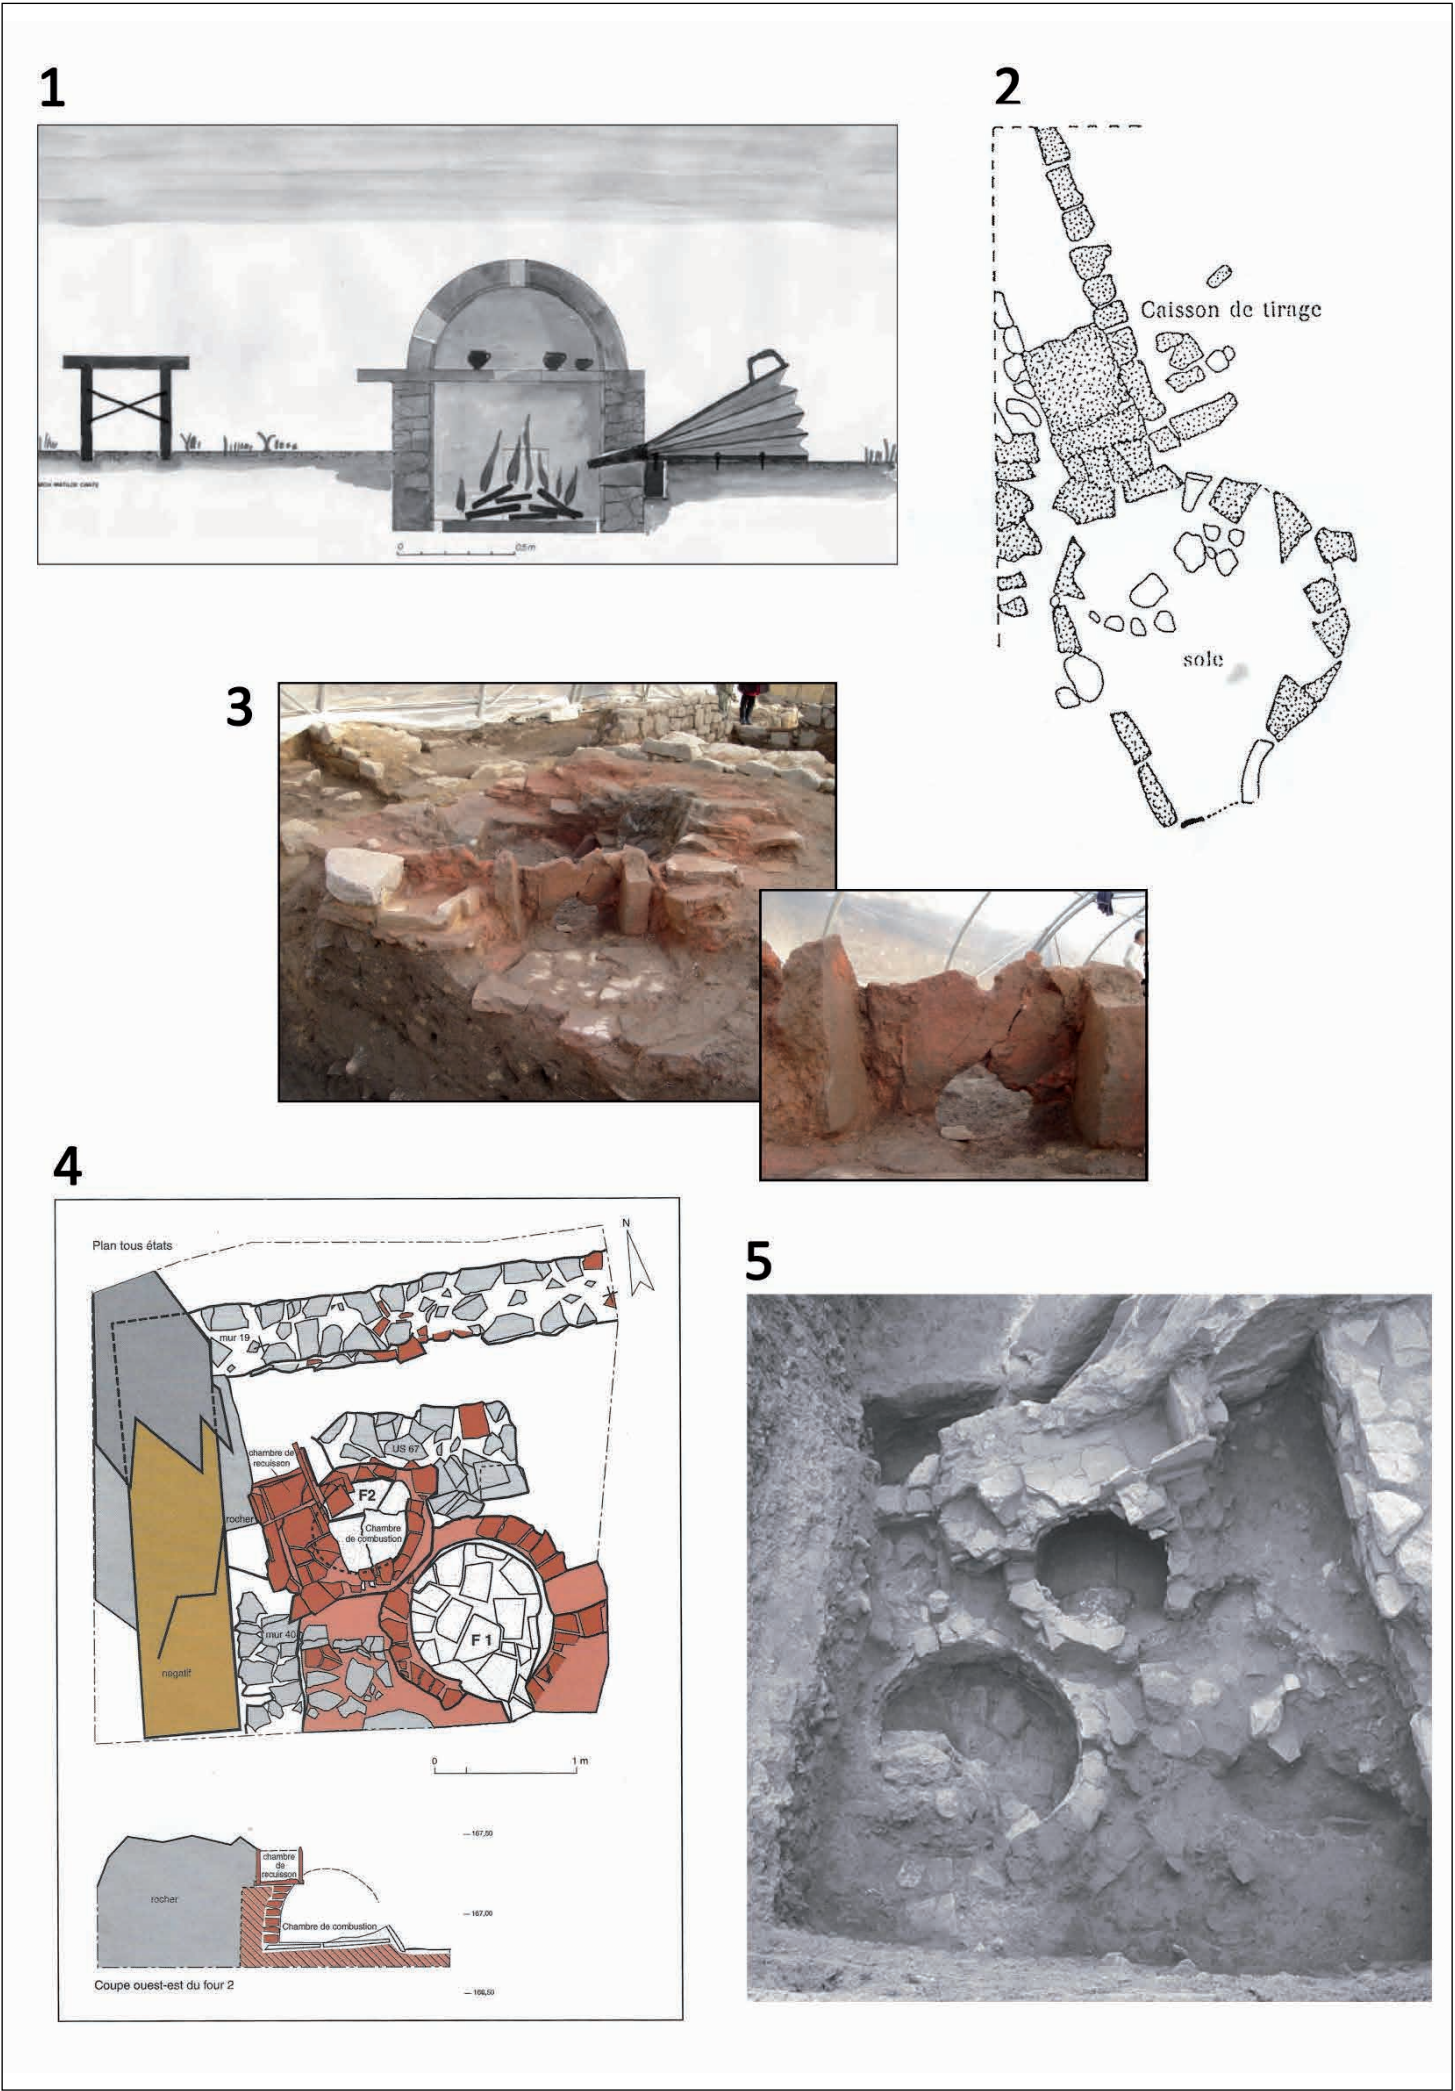 1
2
0
0,5m
Caisson de tirage
sole
3
4
Plan tous états
N
mur 19
US 67
chambre de
recuisson
F2
rocher
Chambre
de combustion
F 1
mur 40
negatif
0
1 m
167,50
chambre
de
recuisson
rocher
167,00
Chambre de combustion
Coupe ouest-est du four 2
166,50
5